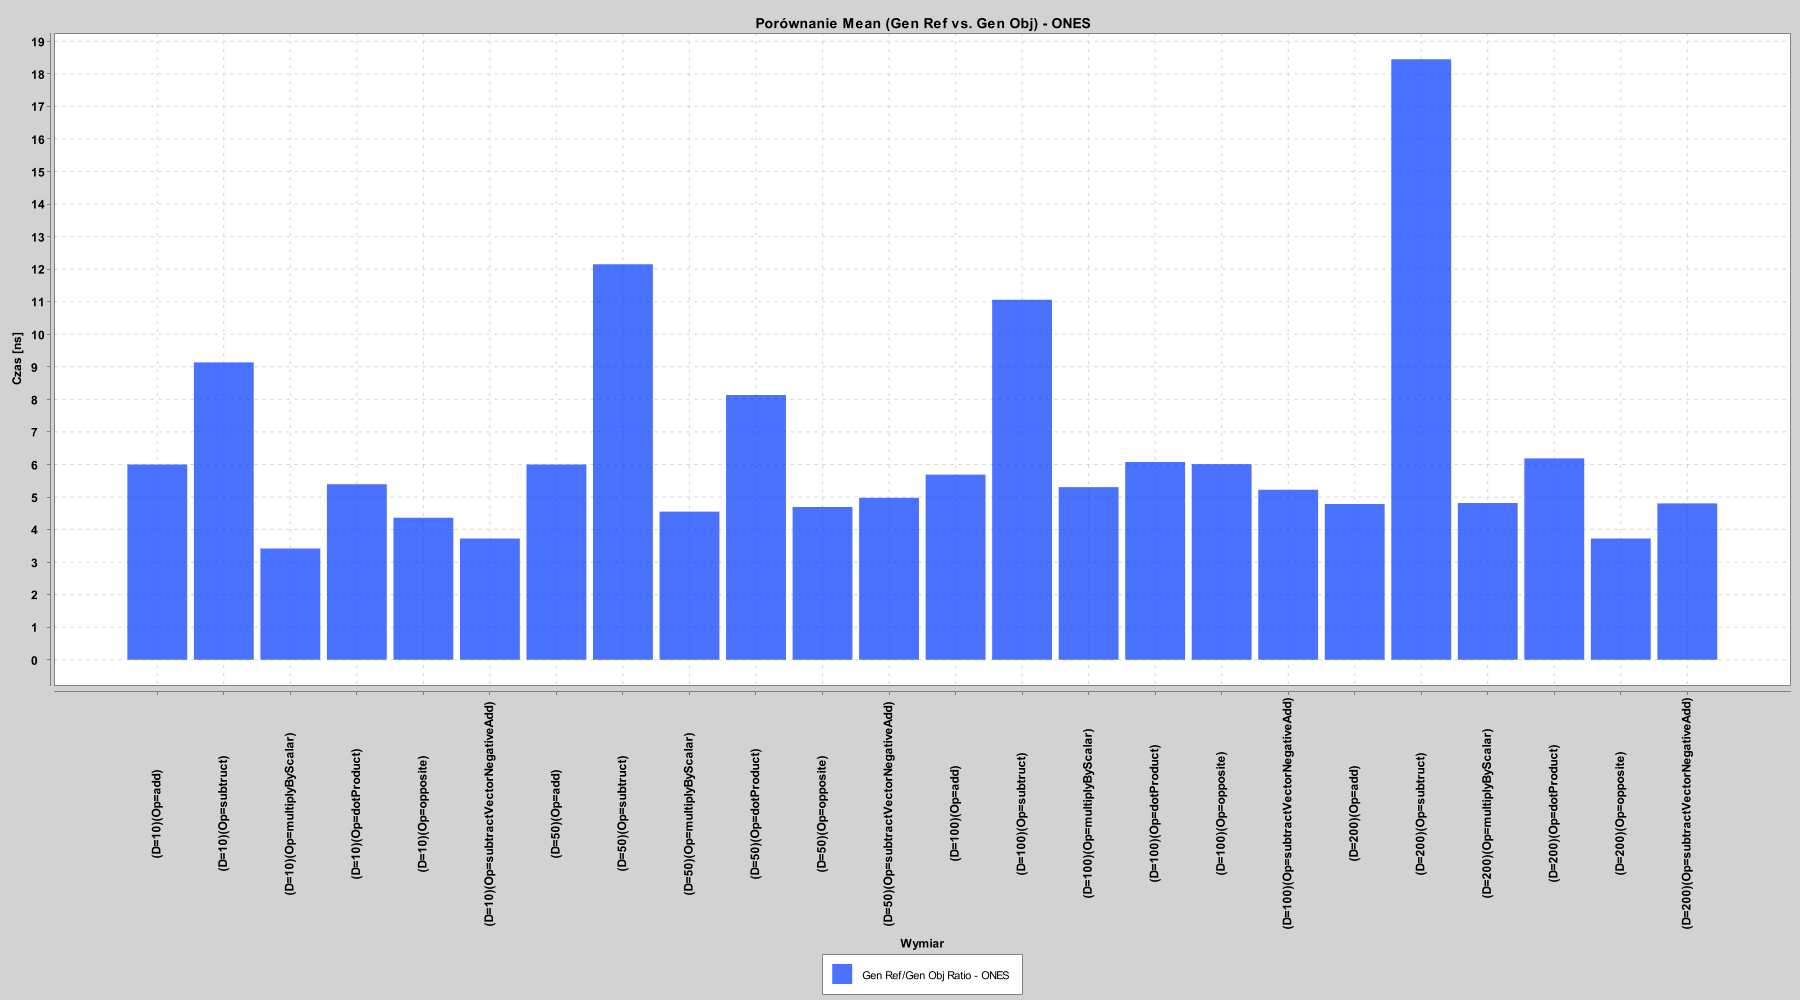 Porównanie Mean (Gen Ref vs. Gen Obj) - ONES
Czas [ns]
19
18
17
16
15
14
13
12
11
10
9
8
7
6
5
4
3
2
1
0
(D=10)(Op=add)
(D=10)(Op=subtruct)
(D=10)(Op=multiplyByScalar)
(D=10)(Op=dotProduct)
(D=10)(Op=opposite)
(D=10)(Op=subtractVectorNegativeAdd)
(D=50)(Op=add)
(D=50)(Op=subtruct)
(D=50)(Op=multiplyByScalar)
(D=50)(Op=dotProduct)
(D=50)(Op=opposite)
(D=50)(Op=subtractVectorNegativeAdd)
(D=100)(Op=add)
(D=100)(Op=subtruct)
(D=100)(Op=multiplyByScalar)
(D=100)(Op=dotProduct)
(D=100)(Op=opposite)
(D=100)(Op=subtractVectorNegativeAdd)
(D=200)(Op=add)
(D=200)(Op=subtruct)
(D=200)(Op=multiplyByScalar)
(D=200)(Op=dotProduct)
(D=200)(Op=opposite)
(D=200)(Op=subtractVectorNegativeAdd)
Wymiar
Gen Ref/Gen Obj Ratio - ONES